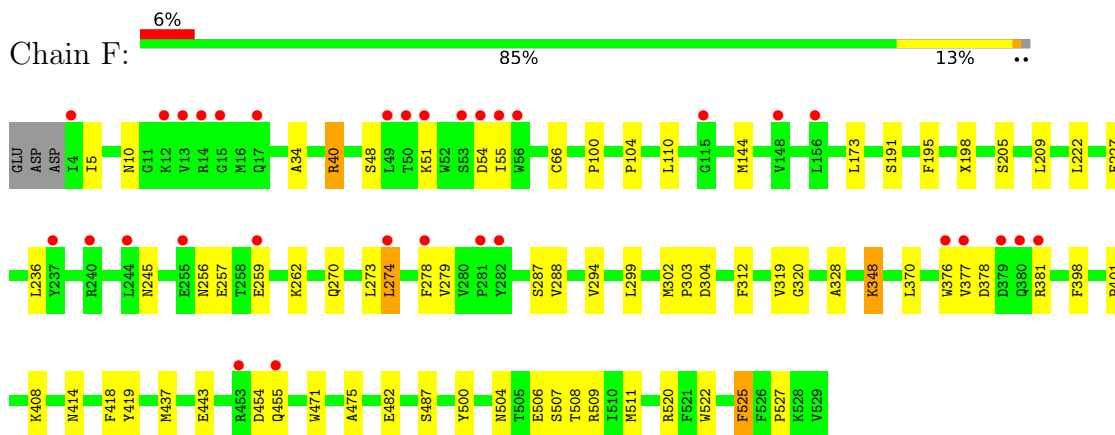 6%
Chain F:
85% 13% ••
GLU ASP ASP I4 I5 N10 G11 K12 V13 R14 G15 M16 Q17 A34 R40 S48 L49 T50 K51 W52 S53 D54 I55 W56 C66 P100 P104 L110 G115 M144 V148 L156 L173 S191 F195 X198 S205 L209 L222 E227
L236 Y237 R240 L244 N245 E255 N256 E257 T258 E259 K262 Q270 L273 L274 F278 V279 V280 P281 Y282 S287 V288 V294 L299 M302 P303 D304 F312 V319 G320 A328 K348 L370 W376 V377 D378 D379 Q380 R381 F398
K408 N414 F418 Y419 M437 E443 R453 D454 Q455 W471 A475 E482 S487 Y500 N504 T505 E506 S507 T508 R509 I510 M511 R520 F521 W522 F525 F526 P527 K528 V529